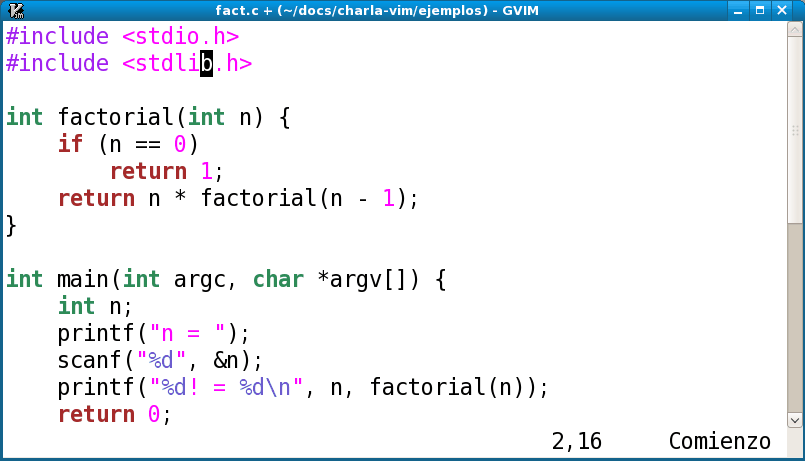 fact.c + (~/docs/charla-vim/ejemplos) - GVIM
#include <stdio.h>
#include <stdlib.h>

int factorial(int n) {
    if (n == 0)
        return 1;
    return n * factorial(n - 1);
}

int main(int argc, char *argv[]) {
    int n;
    printf("n = ");
    scanf("%d", &n);
    printf("%d! = %d\n", n, factorial(n));
    return 0;
2,16 Comienzo